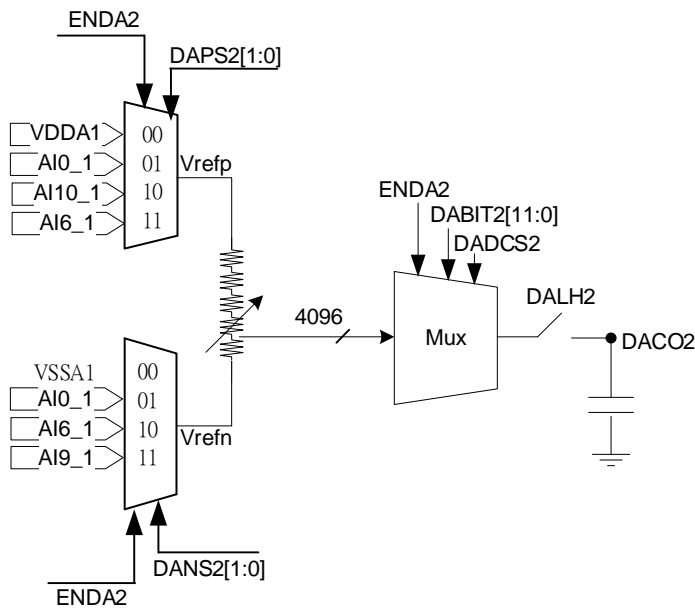 ENDA2
DAPS2[1:0]
VDDA1
00
AI0_1
01
Vrefp
AI10_1
10
AI6_1
11
ENDA2
DABIT2[11:0]
DADCS2
4096
Mux
DALH2
DACO2
VSSA1
00
AI0_1
01
AI6_1
10
Vrefn
AI9_1
11
DANS2[1:0]
ENDA2